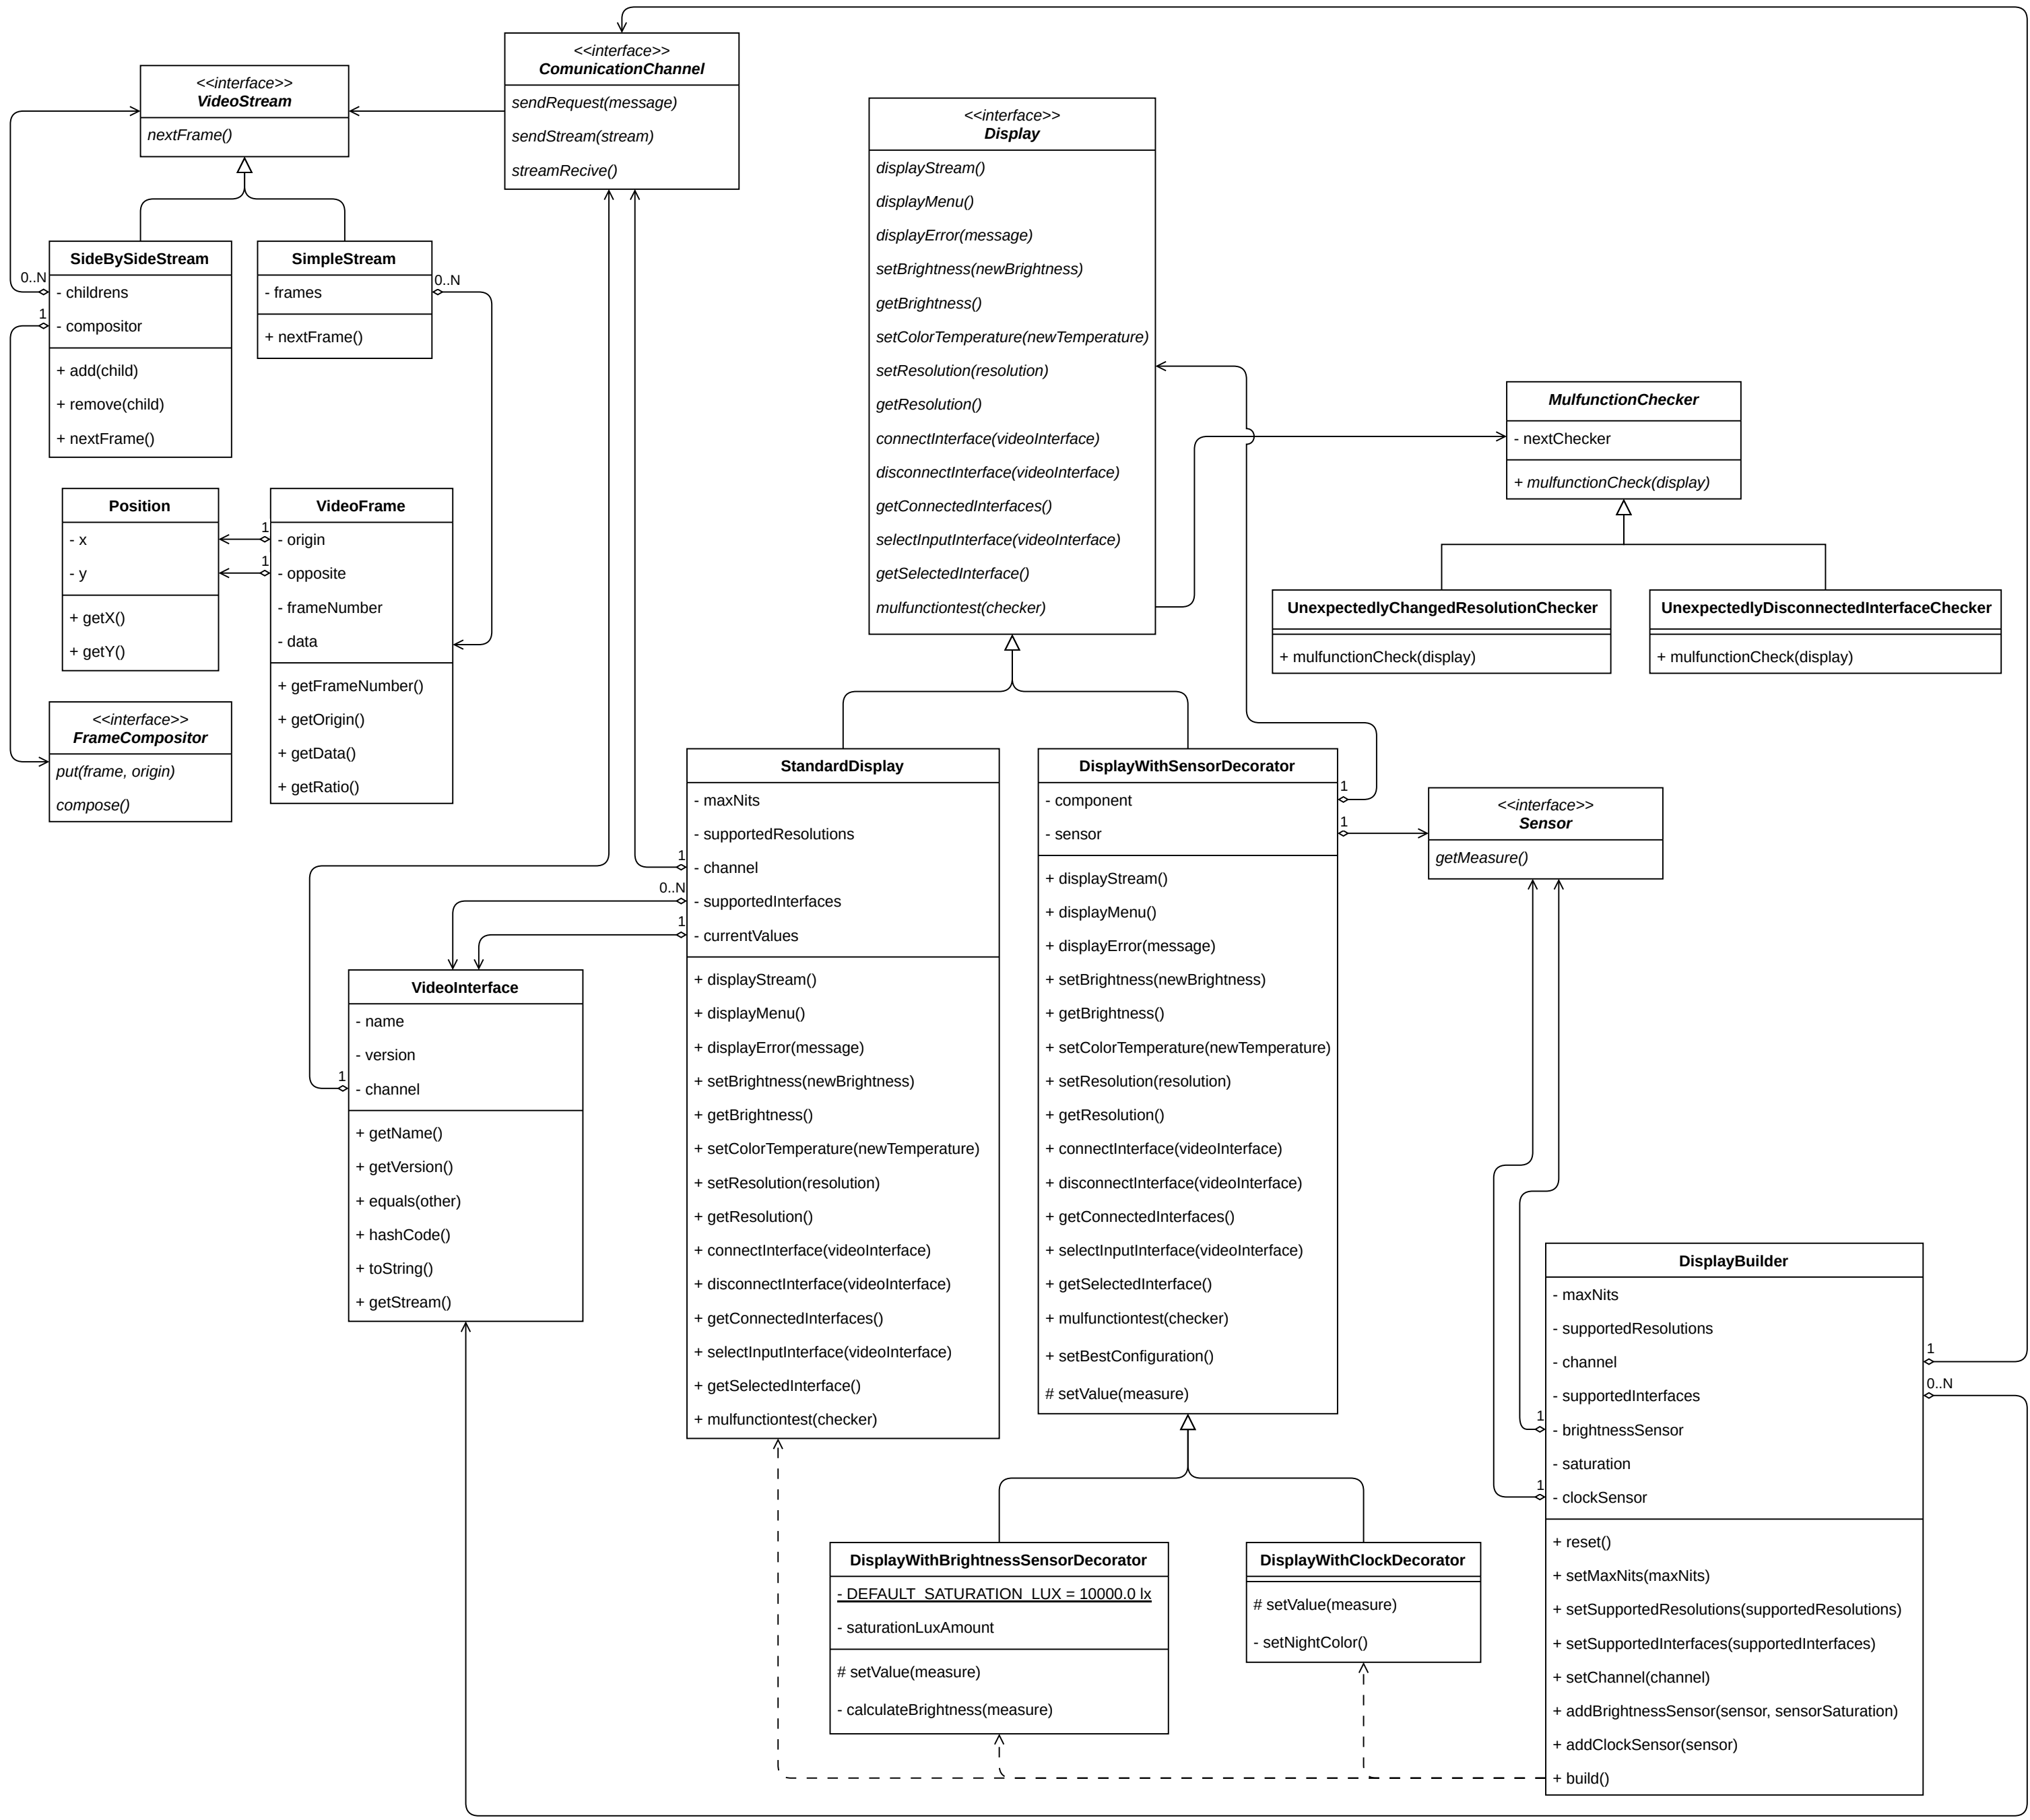 <<interface>>
ComunicationChannel
sendRequest(message)
sendStream(stream)
streamRecive()
<<interface>>
VideoStream
nextFrame()
<<interface>>
Display
displayStream()
displayMenu()
displayError(message)
setBrightness(newBrightness)
getBrightness()
setColorTemperature(newTemperature)
setResolution(resolution)
getResolution()
connectInterface(videoInterface)
disconnectInterface(videoInterface)
getConnectedInterfaces()
selectInputInterface(videoInterface)
getSelectedInterface()
mulfunctiontest(checker)
SideBySideStream
0..N
- childrens
1
- compositor
+ add(child)
+ remove(child)
+ nextFrame()
SimpleStream
0..N
- frames
+ nextFrame()
MulfunctionChecker
- nextChecker
+ mulfunctionCheck(display)
UnexpectedlyChangedResolutionChecker
+ mulfunctionCheck(display)
UnexpectedlyDisconnectedInterfaceChecker
+ mulfunctionCheck(display)
Position
- x
- y
+ getX()
+ getY()
VideoFrame
1
- origin
1
- opposite
- frameNumber
- data
+ getFrameNumber()
+ getOrigin()
+ getData()
+ getRatio()
<<interface>>
FrameCompositor
put(frame, origin)
compose()
StandardDisplay
- maxNits
- supportedResolutions
1
- channel
0..N
- supportedInterfaces
1
- currentValues
+ displayStream()
+ displayMenu()
+ displayError(message)
+ setBrightness(newBrightness)
+ getBrightness()
+ setColorTemperature(newTemperature)
+ setResolution(resolution)
+ getResolution()
+ connectInterface(videoInterface)
+ disconnectInterface(videoInterface)
+ getConnectedInterfaces()
+ selectInputInterface(videoInterface)
+ getSelectedInterface()
+ mulfunctiontest(checker)
DisplayWithSensorDecorator
1
- component
1
- sensor
+ displayStream()
+ displayMenu()
+ displayError(message)
+ setBrightness(newBrightness)
+ getBrightness()
+ setColorTemperature(newTemperature)
+ setResolution(resolution)
+ getResolution()
+ connectInterface(videoInterface)
+ disconnectInterface(videoInterface)
+ getConnectedInterfaces()
+ selectInputInterface(videoInterface)
+ getSelectedInterface()
+ mulfunctiontest(checker)
+ setBestConfiguration()
# setValue(measure)
<<interface>>
Sensor
getMeasure()
VideoInterface
- name
- version
1
- channel
+ getName()
+ getVersion()
+ equals(other)
+ hashCode()
+ toString()
+ getStream()
DisplayBuilder
- maxNits
- supportedResolutions
1
- channel
0..N
- supportedInterfaces
1
- brightnessSensor
- saturation
1
- clockSensor
+ reset()
+ setMaxNits(maxNits)
+ setSupportedResolutions(supportedResolutions)
+ setSupportedInterfaces(supportedInterfaces)
+ setChannel(channel)
+ addBrightnessSensor(sensor, sensorSaturation)
+ addClockSensor(sensor)
+ build()
DisplayWithBrightnessSensorDecorator
- DEFAULT_SATURATION_LUX = 10000.0 lx
- saturationLuxAmount
# setValue(measure)
- calculateBrightness(measure)
DisplayWithClockDecorator
# setValue(measure)
- setNightColor()